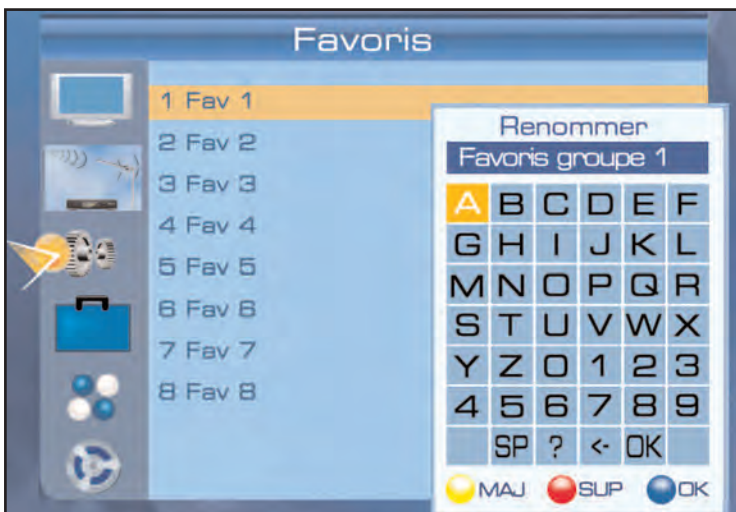 Favoris
1 Fav 1
2 Fav 2
3 Fav 3
4 Fav 4
5 Fav 5
6 Fav 6
7 Fav 7
8 Fav 8
Renommer
Favoris groupe 1
A B C D E F
G H I J K L
M N O P Q R
S T U V W X
Y Z 0 1 2 3
4 5 6 7 8 9
SP ? <- OK
MAJ SUP OK